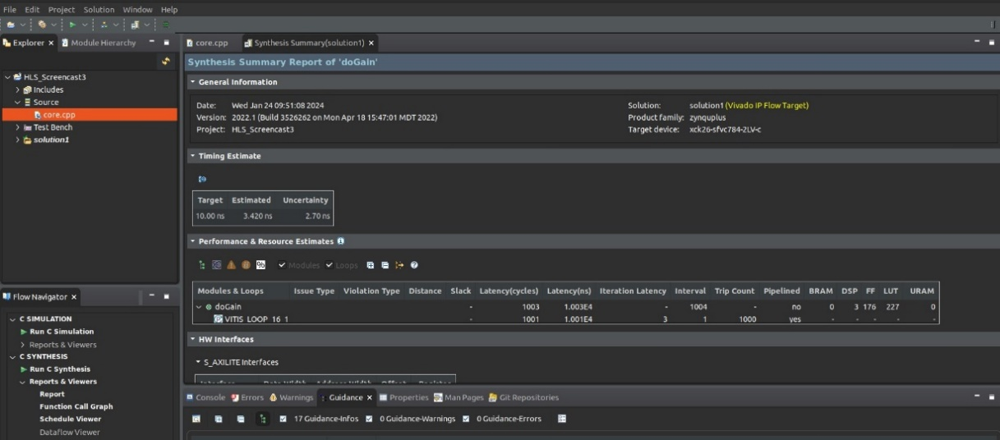 File Edit Project Solution Window Help
Explorer × Module Hierarchy
HLS_Screencast3
Includes
Source
core.cpp
Test Bench
solution1
core.cpp Synthesis Summary(solution1) ×
Synthesis Summary Report of 'doGain'
General Information
Date: Wed Jan 24 09:51:08 2024
Version: 2022.1 (Build 3526262 on Mon Apr 18 15:47:01 MDT 2022)
Project: HLS_Screencast3
Solution: solution1 (Vivado IP Flow Target)
Product family: zynquplus
Target device: xck26-sfvc784-2LV-c
Timing Estimate
Target Estimated Uncertainty
10.00 ns 3.420 ns 2.70 ns
Performance & Resource Estimates
% Modules Loops
Modules & Loops Issue Type Violation Type Distance Slack Latency(cycles) Latency(ns) Iteration Latency Interval Trip Count Pipelined BRAM DSP FF LUT URAM
doGain - 1003 1.003E4 - 1004 - no 0 3 176 227 0
VITIS_LOOP_16_1 - 1001 1.001E4 3 1 1000 yes - - - - -
HW Interfaces
S_AXILITE Interfaces
Interface Data Width Address Width Offset Register
Flow Navigator ×
C SIMULATION
Run C Simulation
Reports & Viewers
C SYNTHESIS
Run C Synthesis
Reports & Viewers
Report
Function Call Graph
Schedule Viewer
Dataflow Viewer
Console Errors Warnings Guidance × Properties Man Pages Git Repositories
17 Guidance-Infos 0 Guidance-Warnings 0 Guidance-Errors